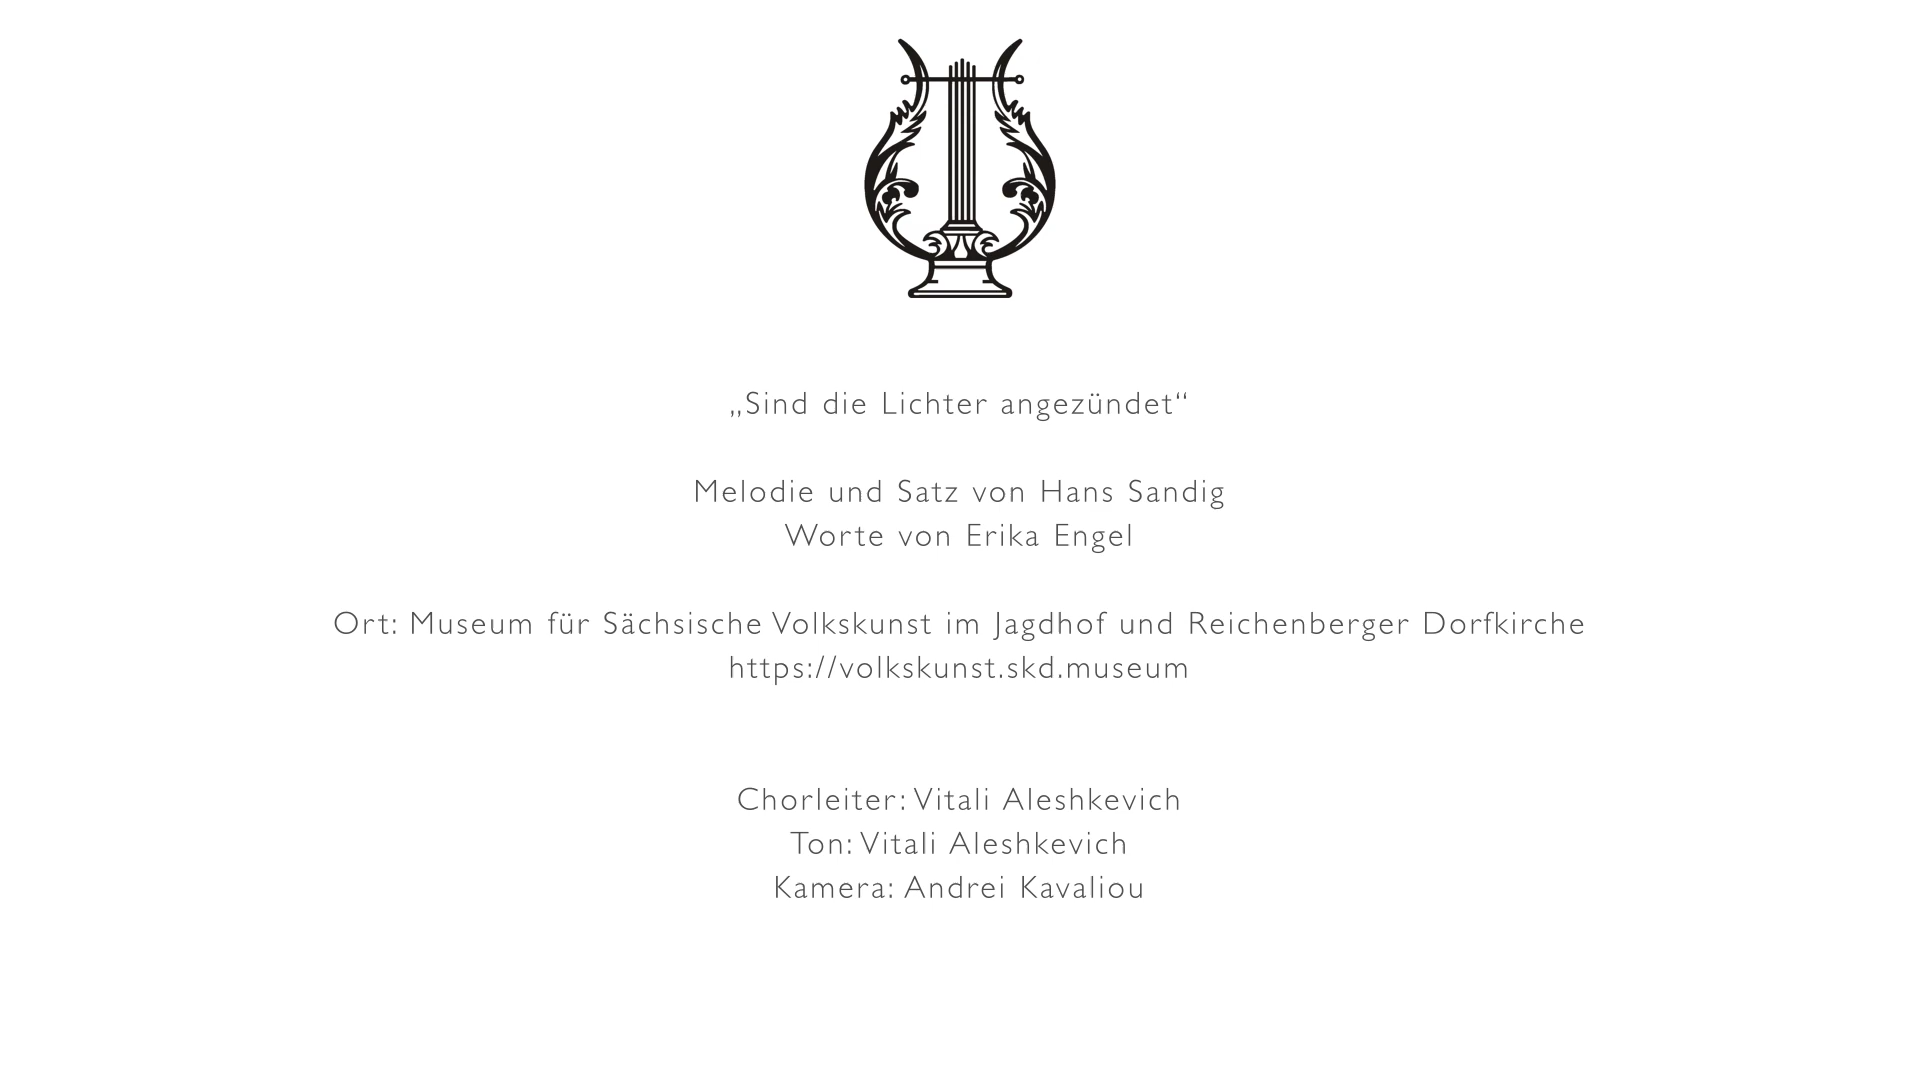 „Sind die Lichter angezündet“
Melodie und Satz von Hans Sandig
Worte von Erika Engel
Ort: Museum für Sächsische Volkskunst im Jagdhof und Reichenberger Dorfkirche
https://volkskunst.skd.museum
Chorleiter: Vitali Aleshkevich
Ton: Vitali Aleshkevich
Kamera: Andrei Kavaliou